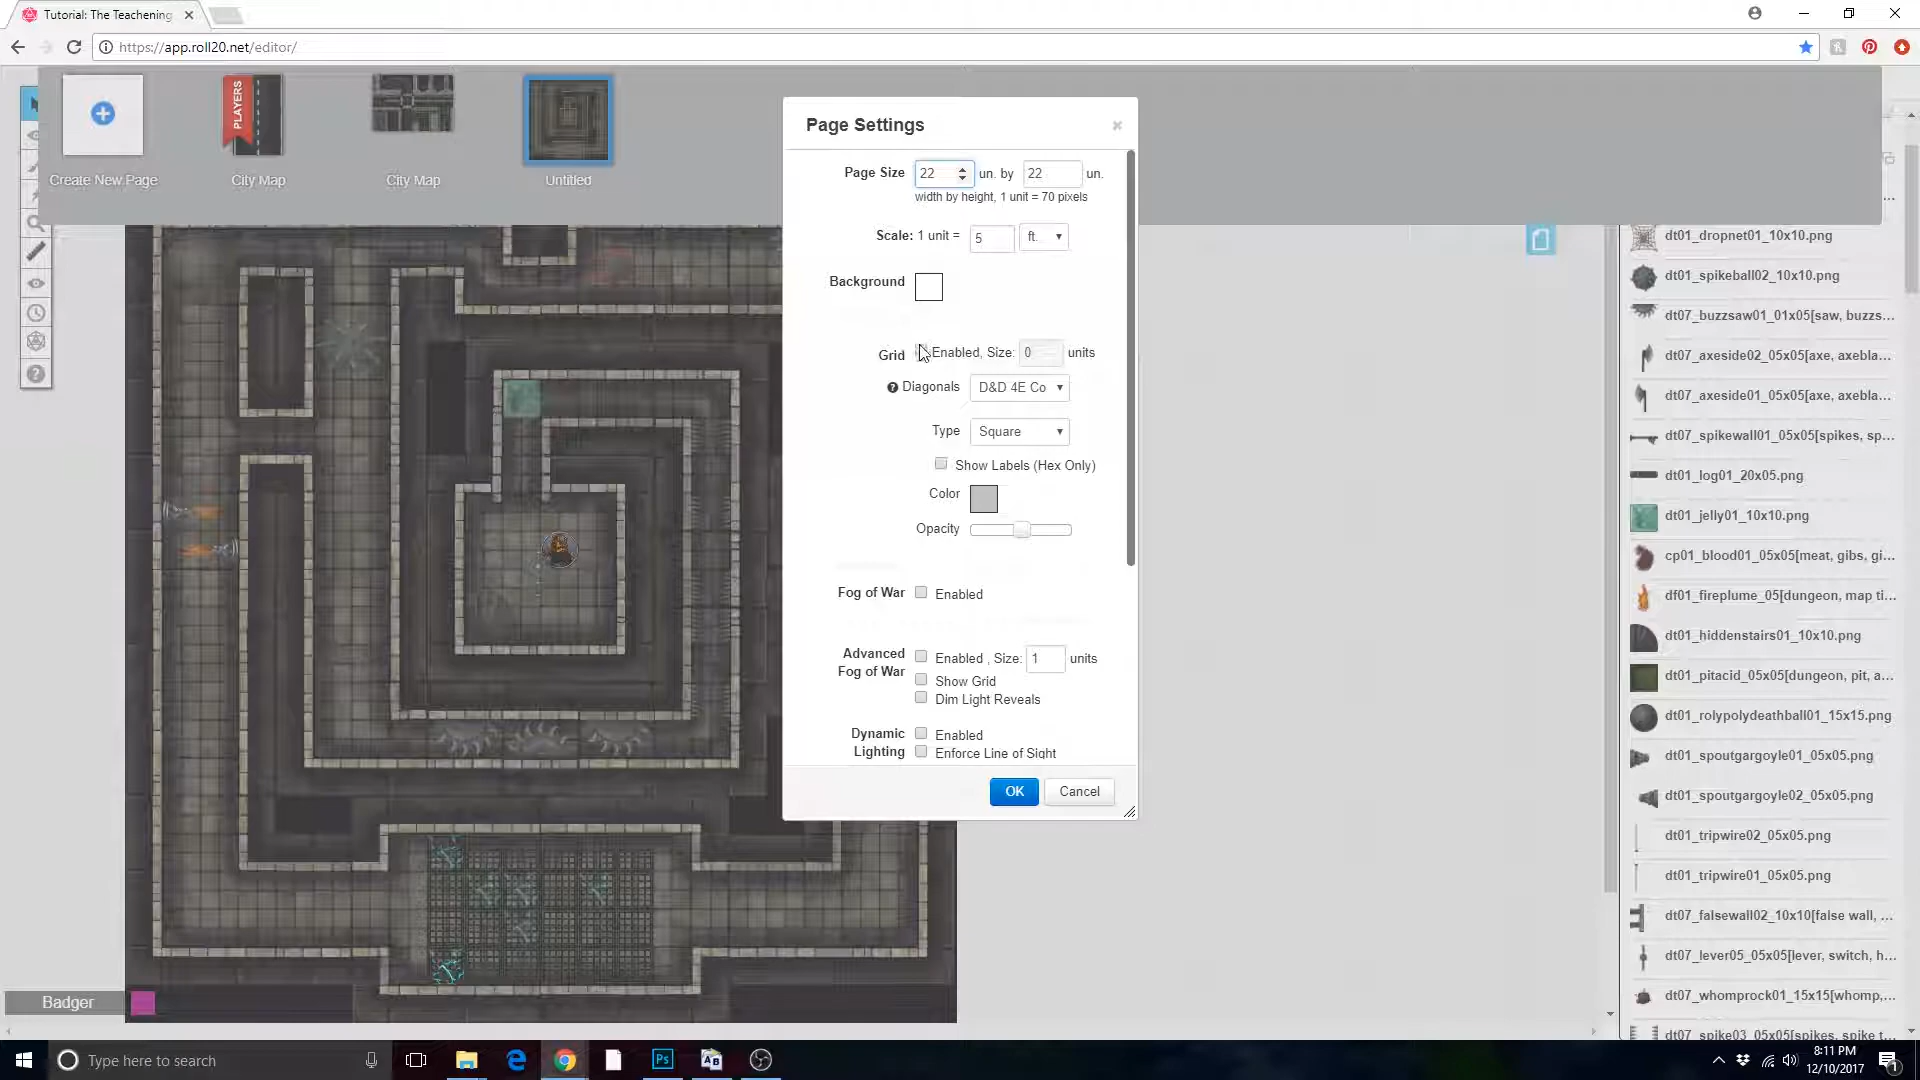 Tutorial: The Teachening
https://app.roll20.net/editor/
PLAYERS
Create New Page
City Map
City Map
Untitled
Page Settings
Page Size 22 un. by 22 un.
width by height, 1 unit = 70 pixels
Scale: 1 unit = 5 ft.
Background
Grid Enabled, Size: 0 units
Diagonals D&D 4E Co
Type Square
Show Labels (Hex Only)
Color
Opacity
Fog of War Enabled
Advanced Fog of War
Enabled , Size: 1 units
Show Grid
Dim Light Reveals
Dynamic Lighting
Enabled
Enforce Line of Sight
OK Cancel
dt01_dropnet01_10x10.png
dt01_spikeball02_10x10.png
dt07_buzzsaw01_01x05[saw, buzzs...
dt07_axeside02_05x05[axe, axebla...
dt07_axeside01_05x05[axe, axebla...
dt07_spikewall01_05x05[spikes, sp...
dt01_log01_20x05.png
dt01_jelly01_10x10.png
cp01_blood01_05x05[meat, gibs, gi...
df01_fireplume_05[dungeon, map ti...
dt01_hiddenstairs01_10x10.png
dt01_pitacid_05x05[dungeon, pit, a...
dt01_rolypolydeathball01_15x15.png
dt01_spoutgargoyle01_05x05.png
dt01_spoutgargoyle02_05x05.png
dt01_tripwire02_05x05.png
dt01_tripwire01_05x05.png
dt07_falsewall02_10x10[false wall, ...
dt07_lever05_05x05[lever, switch, h...
dt07_whomprock01_15x15[whomp,...
dt07_spike03_05x05[spikes, spike t...
Badger
Type here to search
Ps
8:11 PM
12/10/2017
1